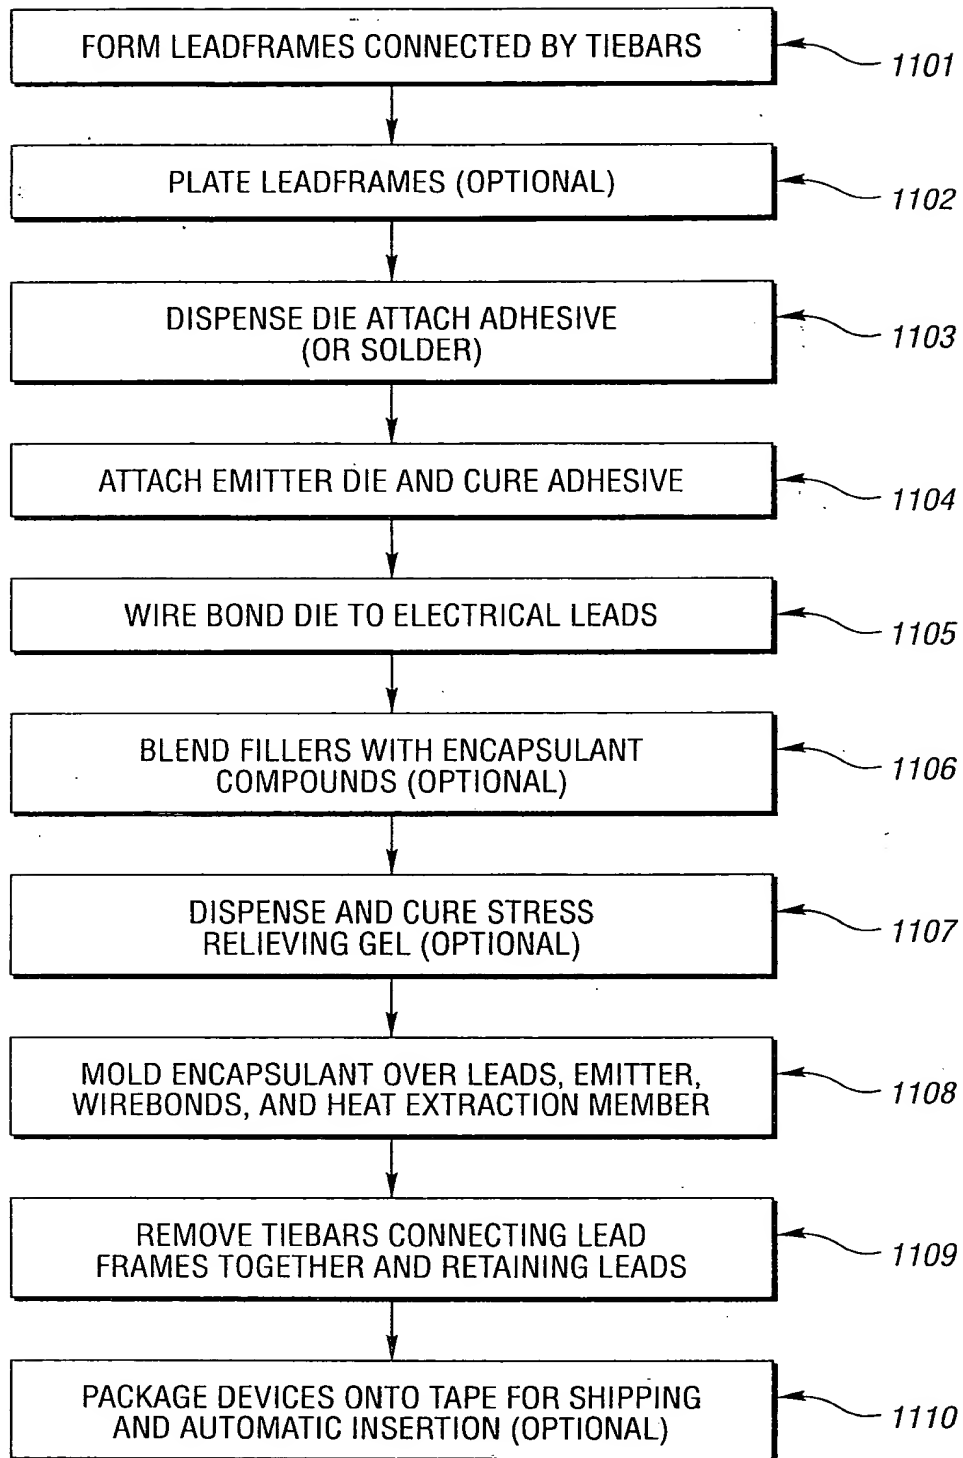 FORM LEADFRAMES CONNECTED BY TIEBARS
1101
PLATE LEADFRAMES (OPTIONAL)
1102
DISPENSE DIE ATTACH ADHESIVE
(OR SOLDER)
1103
ATTACH EMITTER DIE AND CURE ADHESIVE
1104
WIRE BOND DIE TO ELECTRICAL LEADS
1105
BLEND FILLERS WITH ENCAPSULANT
COMPOUNDS (OPTIONAL)
1106
DISPENSE AND CURE STRESS
RELIEVING GEL (OPTIONAL)
1107
MOLD ENCAPSULANT OVER LEADS, EMITTER,
WIREBONDS, AND HEAT EXTRACTION MEMBER
1108
REMOVE TIEBARS CONNECTING LEAD
FRAMES TOGETHER AND RETAINING LEADS
1109
PACKAGE DEVICES ONTO TAPE FOR SHIPPING
AND AUTOMATIC INSERTION (OPTIONAL)
1110